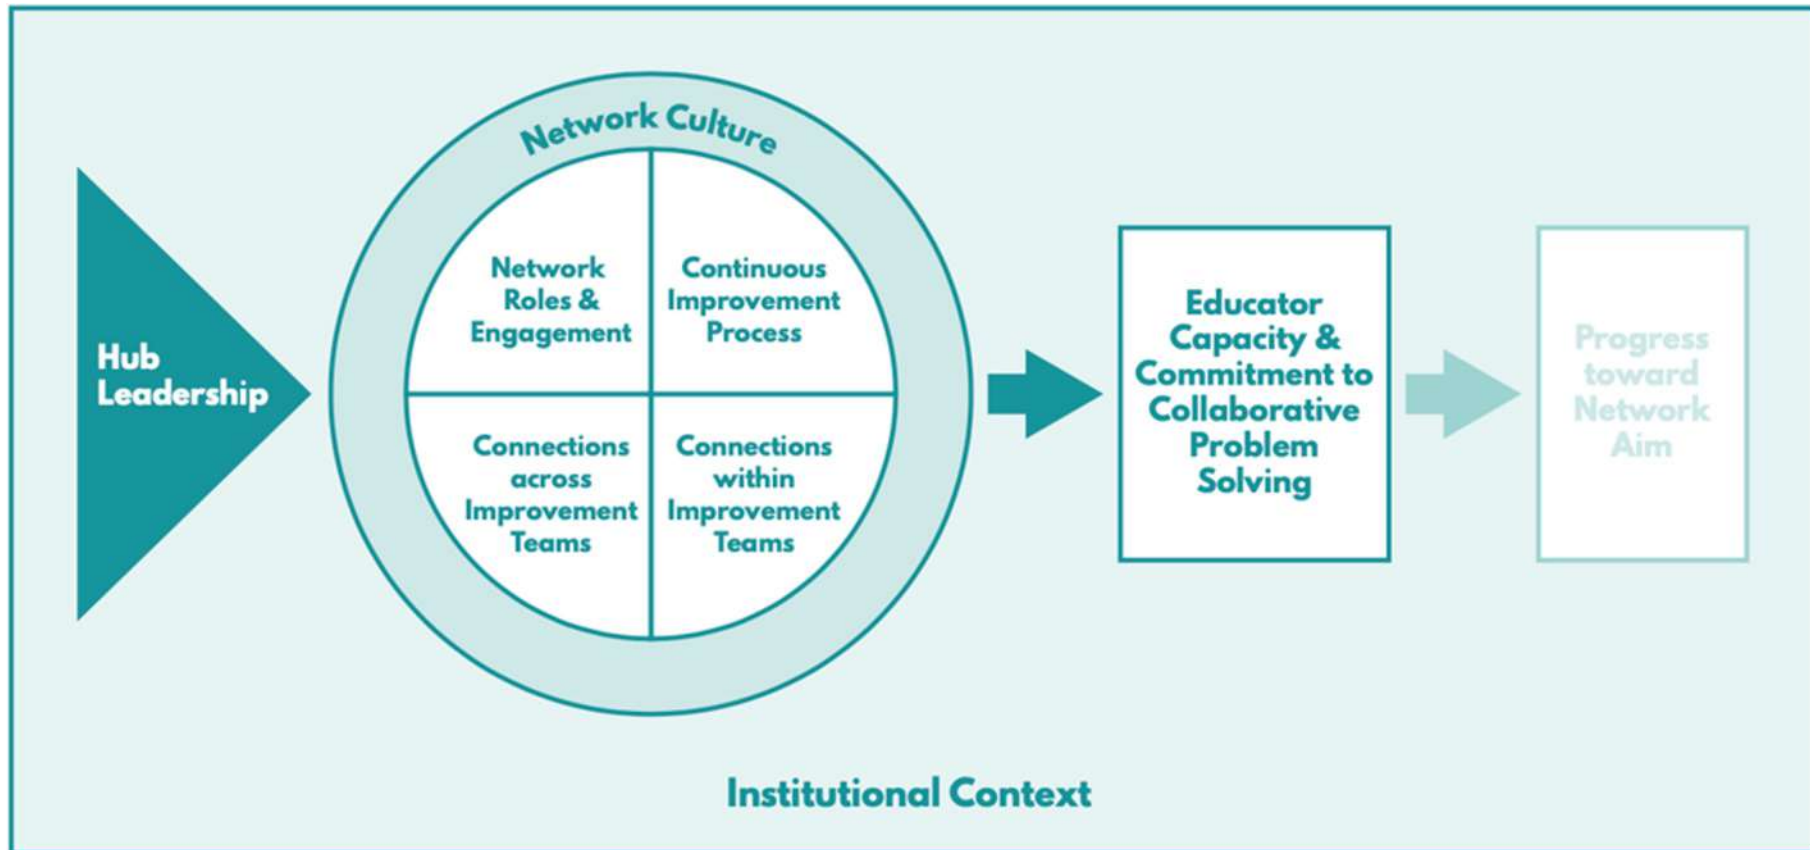 Network Culture
Hub
Leadership
Network
Roles &
Engagement
Continuous
Improvement
Process
Connections
across
Improvement
Teams
Connections
within
Improvement
Teams
Educator
Capacity &
Commitment to
Collaborative
Problem
Solving
Progress
toward
Network
Aim
Institutional Context